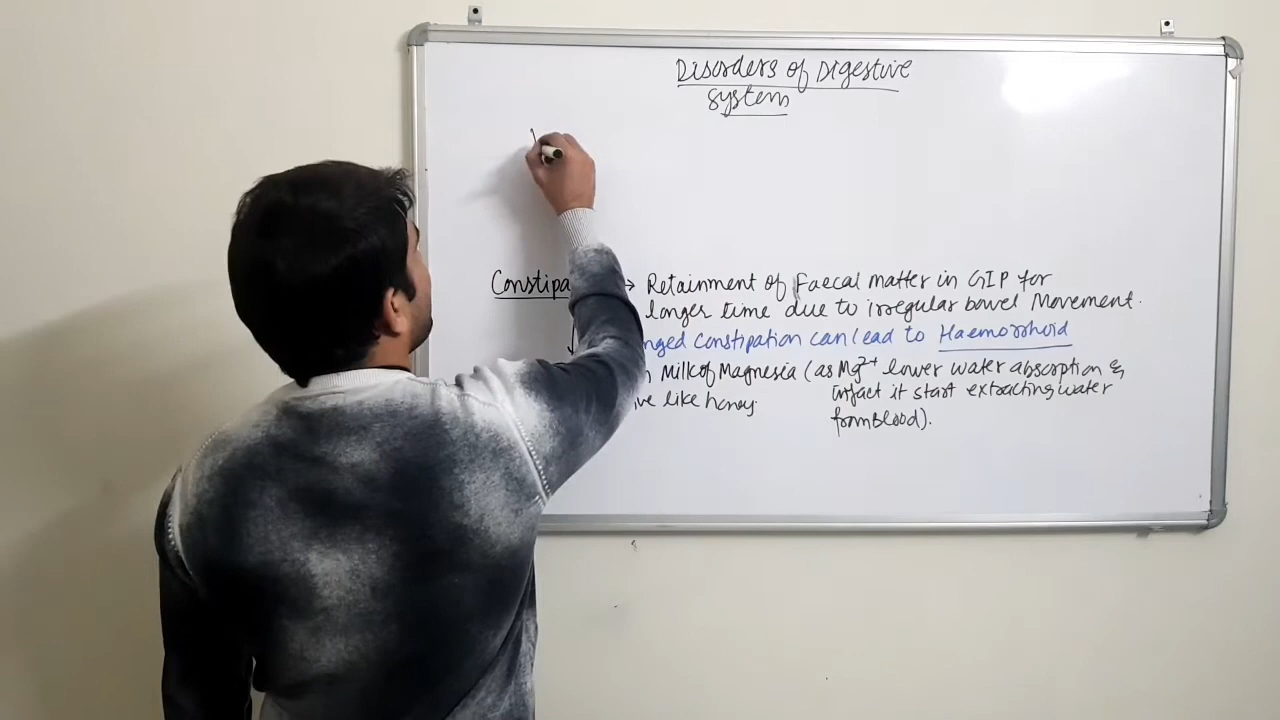 Disorders of Digestive
System
Constipa → Retainment of Faecal matter in GIP for
longer time due to irregular bowel Movement.
nged Constipation can lead to Haemorrhoid
Milk of Magnesia (as Mg2+ lower water absorption &
like honey. infact it start extracting water
from Blood).